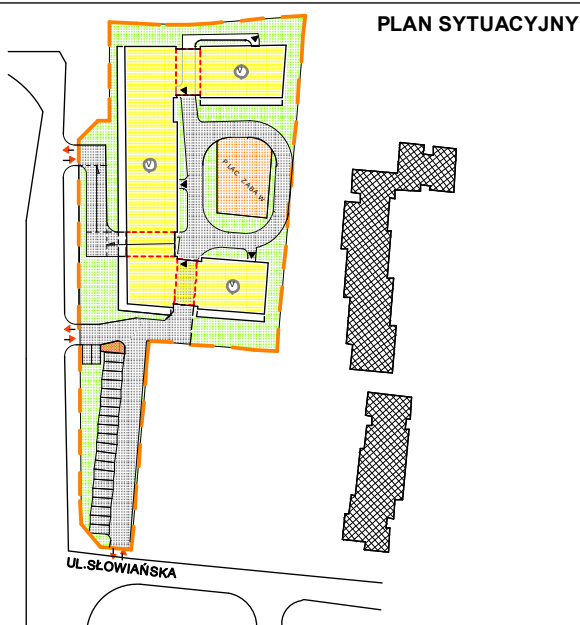 PLAN SYTUACYJNY
V
V
PLAC ZABAW
V
UL.SŁOWIAŃSKA